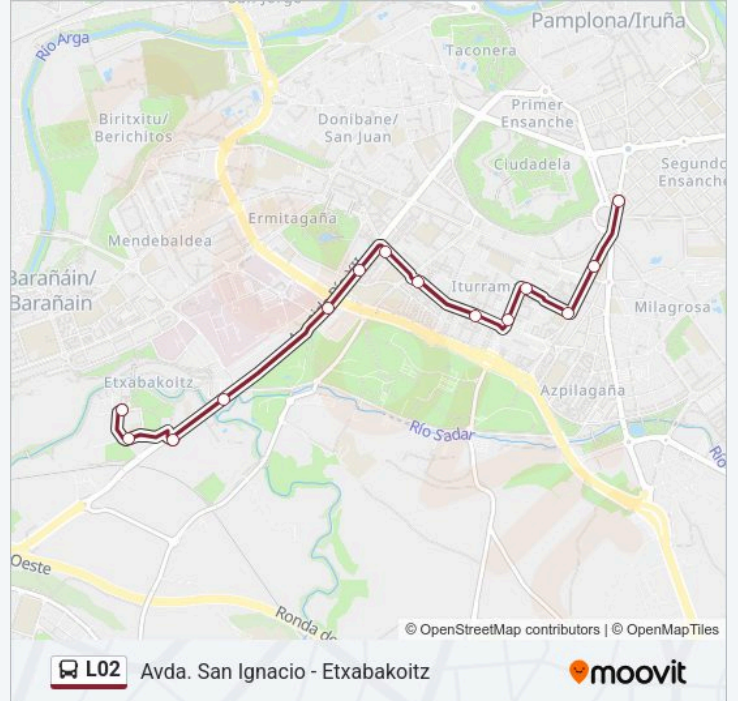 Pamplona/Iruña
Río Arga
Taconera
Biritxitu/
Berichitos
Donibane/
San Juan
Primer
Ensanche
Ciudadela
Segundo
Ensanche
Ermitagaña
Mendebaldea
Barañáin/
Barañain
Iturrama
Milagrosa
Etxabakoitz
Azpilagaña
Río Sadar
Río
Oeste
Ronda de
© OpenStreetMap contributors | © OpenMapTiles
L02 Avda. San Ignacio - Etxabakoitz
moovit